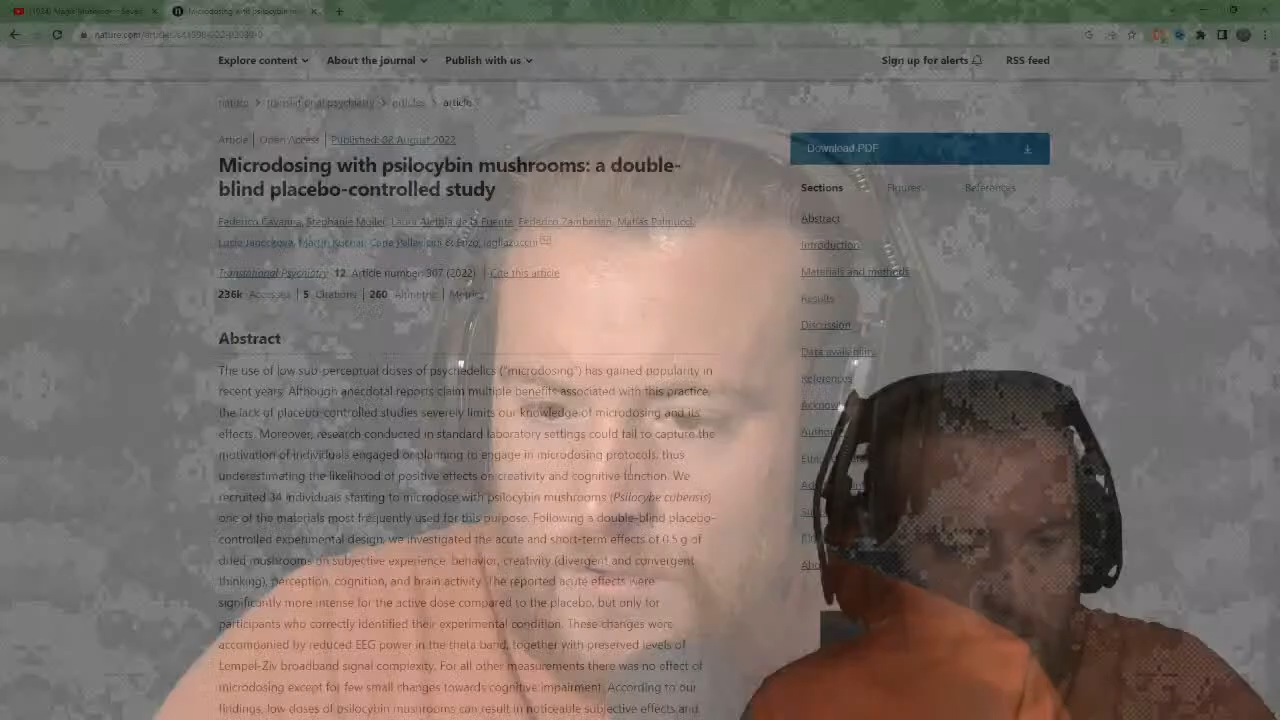 (1034) Magic Mushroom
Microdosing with psilocybin m
nature.com/articles/
Explore content
About the journal
Publish with us
Sign up for alerts
RSS feed
nature > translational psychiatry > articles > article
Article | Open Access | Published: 02 August 2022
Microdosing with psilocybin mushrooms: a double-
blind placebo-controlled study
Federico Cavanna, Stephanie Muller, Laura Alethia de la Fuente, Federico Zamberlan, Matías Palmucci,
Lucie Janeckova, Martin Kuchar, Carla Pallavicini & Enzo Tagliazucchi
Translational Psychiatry 12, Article number: 307 (2022) | Cite this article
236k Accesses | 5 Citations | 260 Altmetric | Metrics
Abstract
The use of low sub-perceptual doses of psychedelics ("microdosing") has gained popularity in
recent years. Although anecdotal reports claim multiple benefits associated with this practice,
the lack of placebo-controlled studies severely limits our knowledge of microdosing and its
effects. Moreover, research conducted in standard laboratory settings could fail to capture the
motivation of individuals engaged or planning to engage in microdosing protocols, thus
underestimating the likelihood of positive effects on creativity and cognitive function. We
recruited 34 individuals starting to microdose with psilocybin mushrooms (Psilocybe cubensis)
one of the materials most frequently used for this purpose. Following a double-blind placebo-
controlled experimental design, we investigated the acute and short-term effects of 0.5 g of
dried mushrooms on subjective experience, behavior, creativity (divergent and convergent
thinking), perception, cognition, and brain activity. The reported acute effects were
significantly more intense for the active dose compared to the placebo, but only for
participants who correctly identified their experimental condition. These changes were
accompanied by reduced EEG power in the theta band, together with preserved levels of
Lempel-Ziv broadband signal complexity. For all other measurements there was no effect of
microdosing except for few small changes towards cognitive impairment. According to our
findings, low doses of psilocybin mushrooms can result in noticeable subjective effects and
Download PDF
Sections
Figures
References
Abstract
Introduction
Materials and methods
Results
Discussion
Data availability
References
Ackno
Autho
Abo